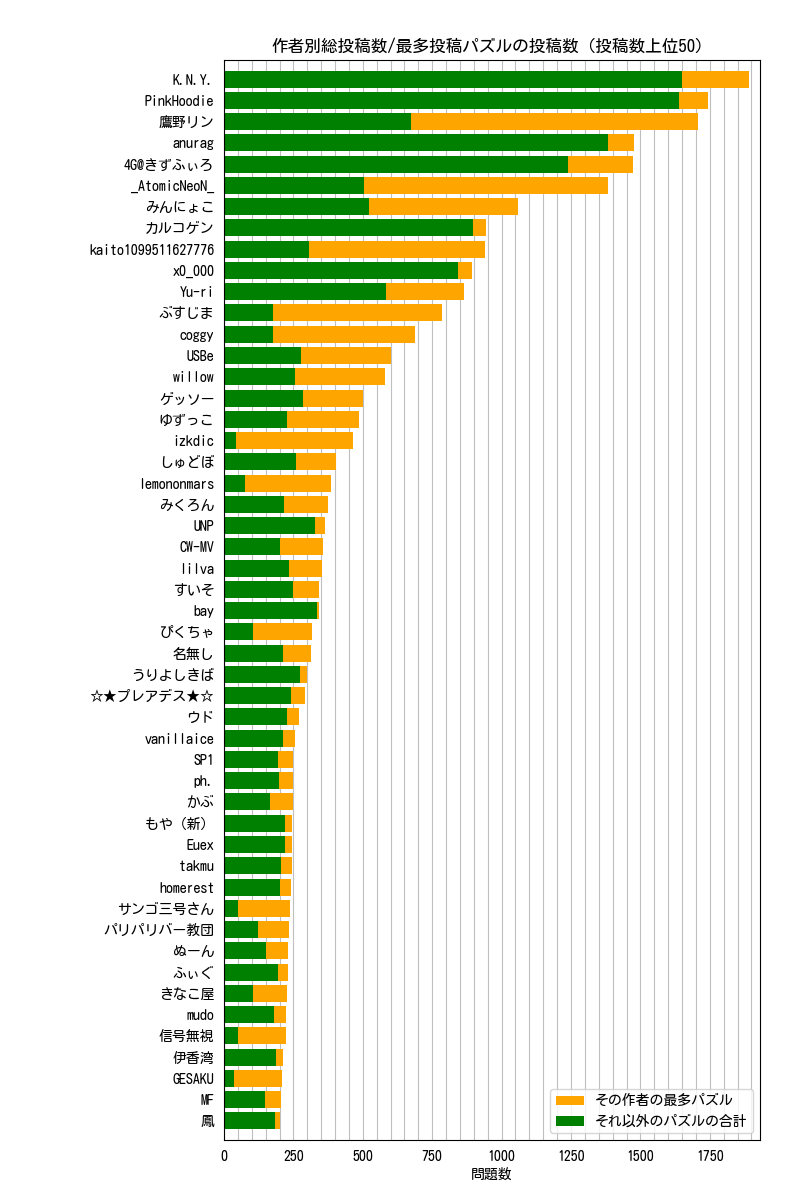 作者別総投稿数/最多投稿パズルの投稿数 (投稿数上位50)
K.N.Y.
PinkHoodie
鷹野リン
anurag
4G@きずふぃろ
_AtomicNeoN_
みんにょこ
カルコゲン
kaito1099511627776
x0_000
Yu-ri
ぶすじま
coggy
USBe
willow
ゲッソー
ゆずっこ
izkdic
しゅどぼ
lemononmars
みくろん
UNP
CW-MV
lilva
すいそ
bay
ぴくちゃ
名無し
うりよしきば
☆★プレアデス★☆
ウド
vanillaice
SP1
ph.
かぶ
もや (新)
Euex
takmu
homerest
サンゴ三号さん
パリパリバー教団
ぬーん
ふぃぐ
きなこ屋
mudo
信号無視
伊香湾
GESAKU
MF
鳳
その作者の最多パズル
それ以外のパズルの合計
0 250 500 750 1000 1250 1500 1750
問題数